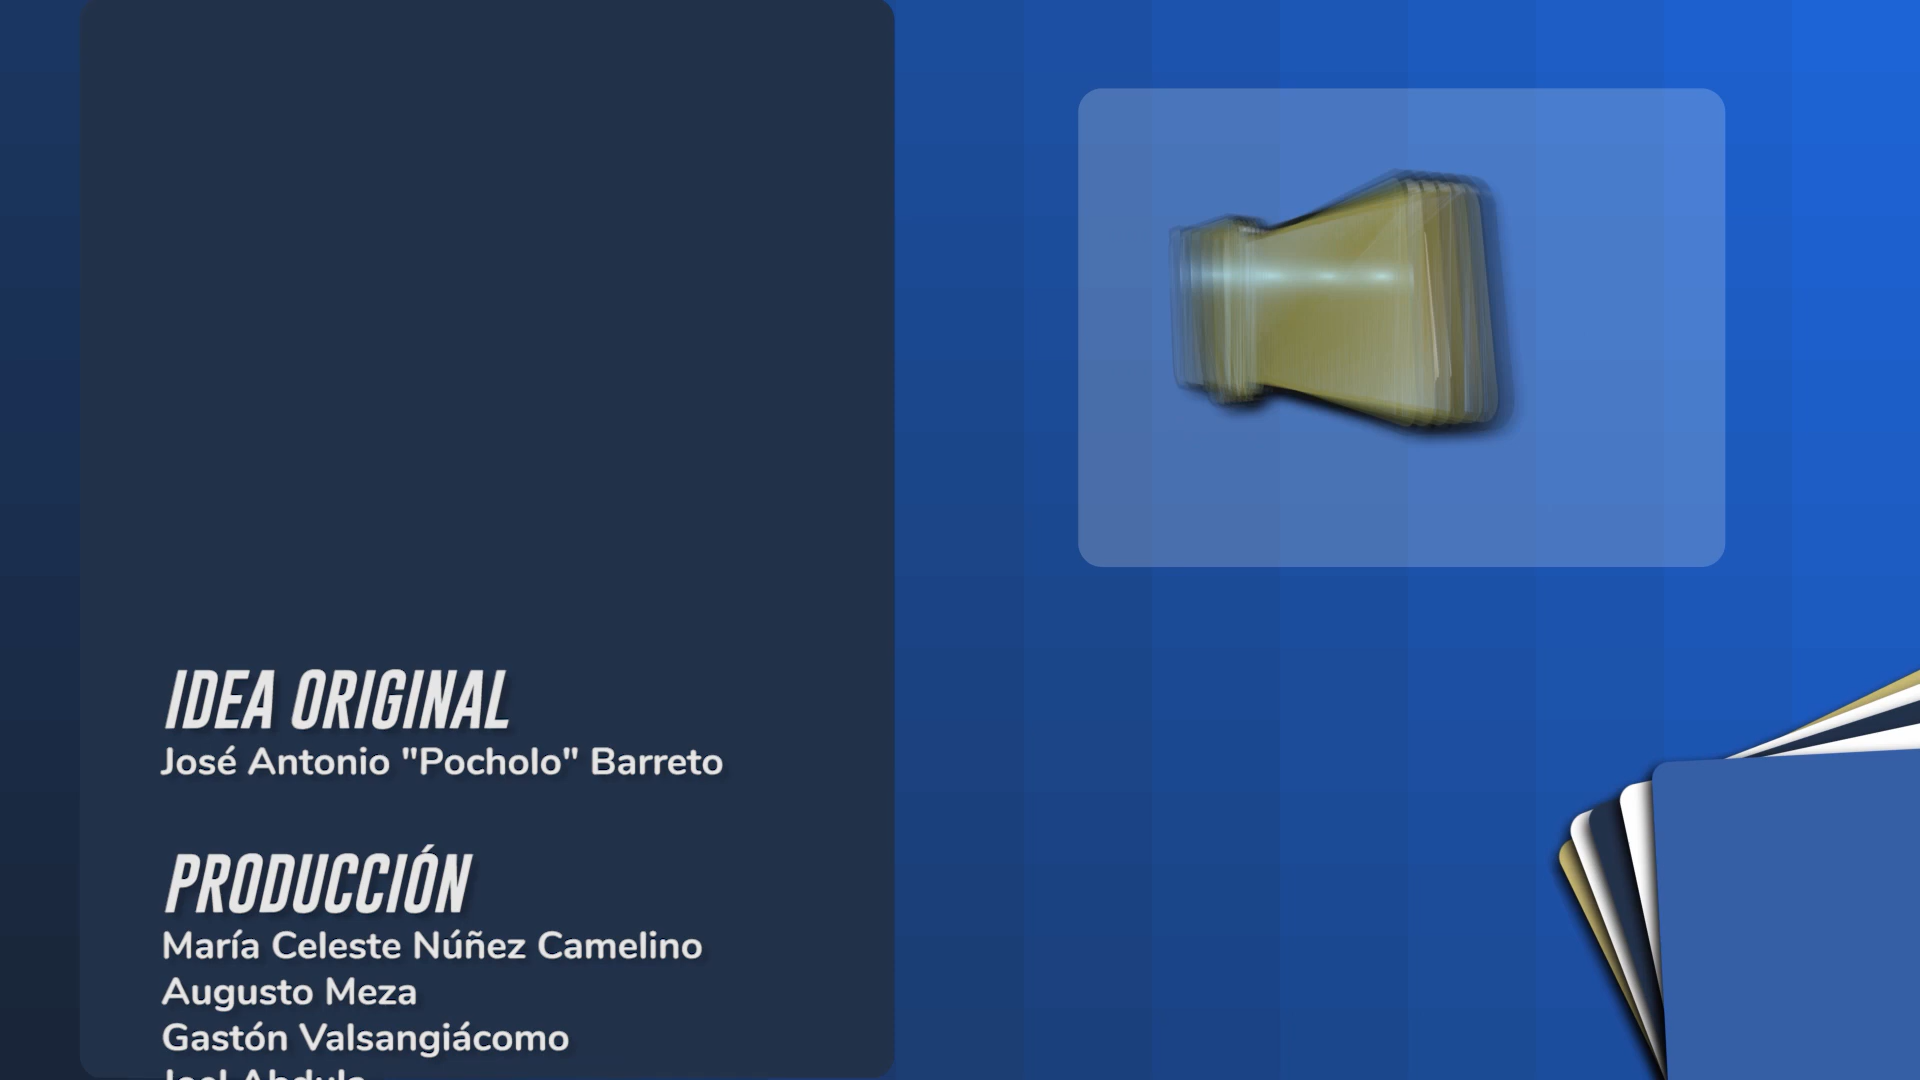 IDEA ORIGINAL
José Antonio "Pocholo" Barreto
PRODUCCIÓN
María Celeste Núñez Camelino
Augusto Meza
Gastón Valsangiácomo